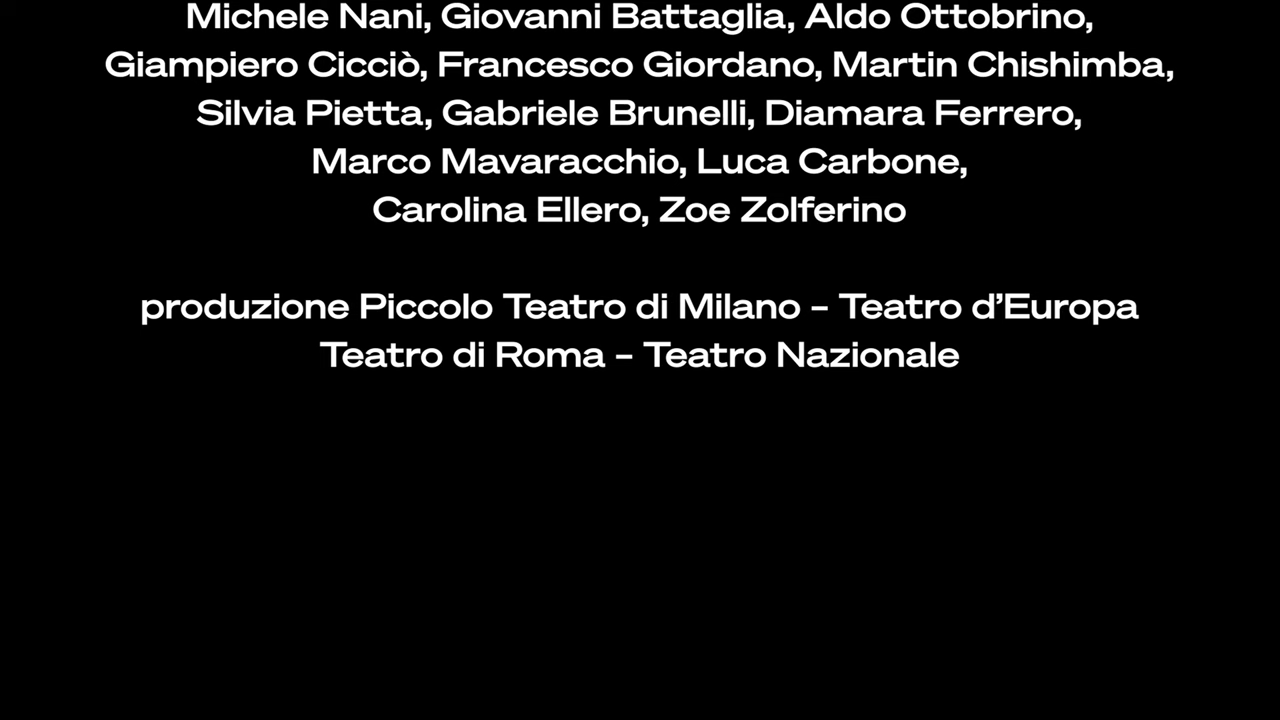 Michele Nani, Giovanni Battaglia, Aldo Ottobrino,
Giampiero Cicciò, Francesco Giordano, Martin Chishimba,
Silvia Pietta, Gabriele Brunelli, Diamara Ferrero,
Marco Mavaracchio, Luca Carbone,
Carolina Ellero, Zoe Zolferino
produzione Piccolo Teatro di Milano – Teatro d’Europa
Teatro di Roma – Teatro Nazionale